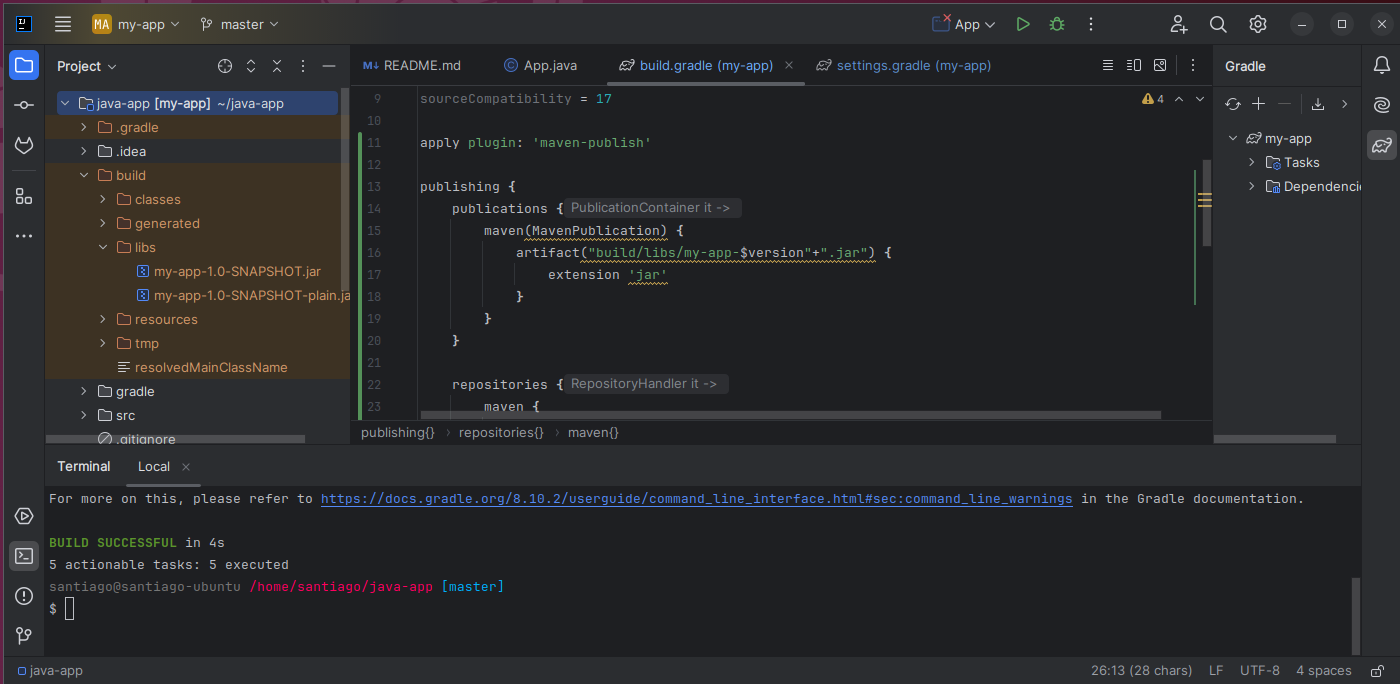 MA my-app master App
Project
README.md App.java build.gradle (my-app) settings.gradle (my-app)
Gradle
java-app [my-app] ~/java-app
.gradle
.idea
build
classes
generated
libs
my-app-1.0-SNAPSHOT.jar
my-app-1.0-SNAPSHOT-plain.ja
resources
tmp
resolvedMainClassName
gradle
src
.gitignore
9 sourceCompatibility = 17
4
10
11 apply plugin: 'maven-publish'
12
13 publishing {
14 publications { PublicationContainer it ->
15 maven(MavenPublication) {
16 artifact("build/libs/my-app-$version"+".jar") {
17 extension 'jar'
18 }
19 }
20 }
21
22 repositories { RepositoryHandler it ->
23 maven {
publishing{} › repositories{} › maven{}
my-app
Tasks
Dependencie
Terminal Local
For more on this, please refer to https://docs.gradle.org/8.10.2/userguide/command_line_interface.html#sec:command_line_warnings in the Gradle documentation.
BUILD SUCCESSFUL in 4s
5 actionable tasks: 5 executed
santiago@santiago-ubuntu /home/santiago/java-app [master]
$
java-app 26:13 (28 chars) LF UTF-8 4 spaces